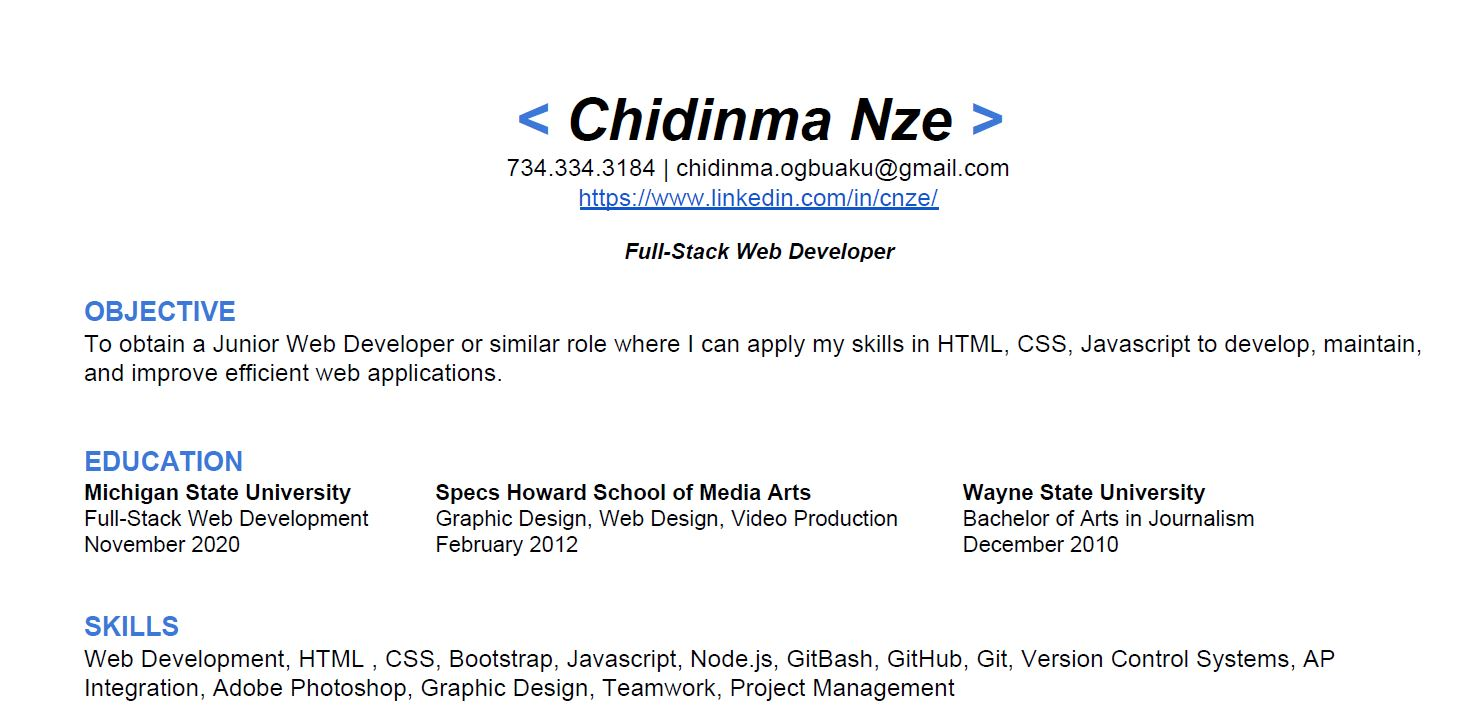 < Chidinma Nze >
734.334.3184 | chidinma.ogbuaku@gmail.com
https://www.linkedin.com/in/cnze/
Full-Stack Web Developer
OBJECTIVE
To obtain a Junior Web Developer or similar role where I can apply my skills in HTML, CSS, Javascript to develop, maintain,
and improve efficient web applications.
EDUCATION
Michigan State University
Full-Stack Web Development
November 2020
Specs Howard School of Media Arts
Graphic Design, Web Design, Video Production
February 2012
Wayne State University
Bachelor of Arts in Journalism
December 2010
SKILLS
Web Development, HTML , CSS, Bootstrap, Javascript, Node.js, GitBash, GitHub, Git, Version Control Systems, AP
Integration, Adobe Photoshop, Graphic Design, Teamwork, Project Management